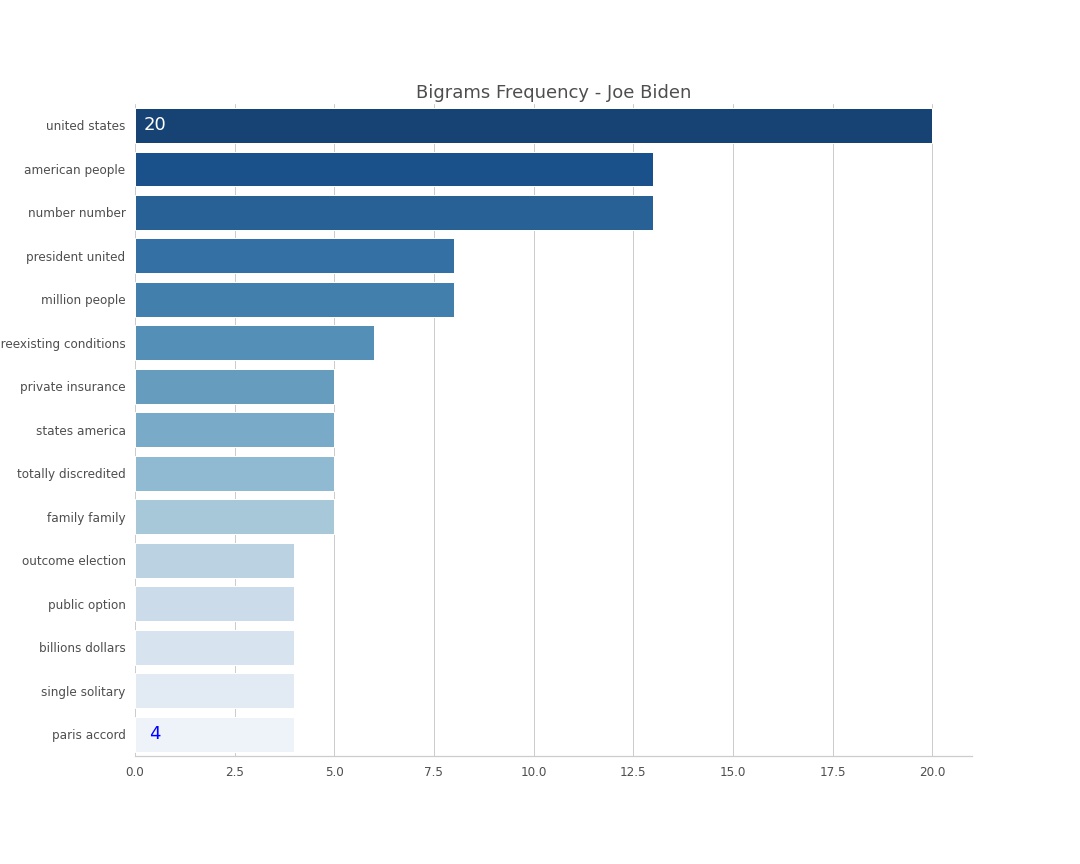 Bigrams Frequency - Joe Biden
united states
20
american people
number number
president united
million people
reexisting conditions
private insurance
states america
totally discredited
family family
outcome election
public option
billions dollars
single solitary
paris accord
4
0.0 2.5 5.0 7.5 10.0 12.5 15.0 17.5 20.0